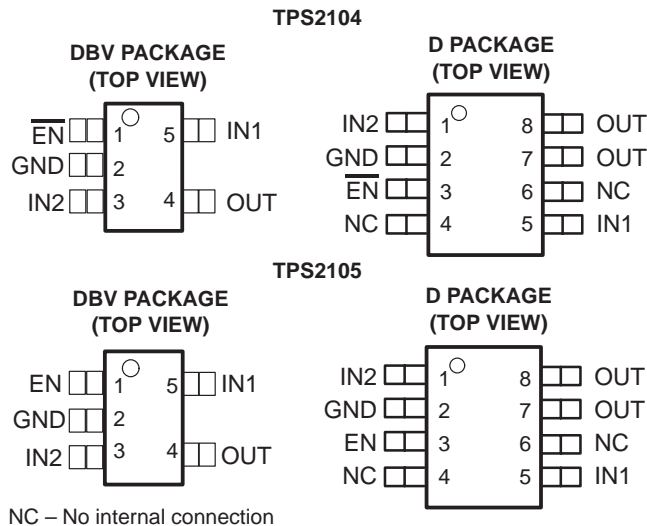 TPS2104
DBV PACKAGE
(TOP VIEW)
E̅N̅ 1 5 IN1
GND 2
IN2 3 4 OUT
D PACKAGE
(TOP VIEW)
IN2 1 8 OUT
GND 2 7 OUT
E̅N̅ 3 6 NC
NC 4 5 IN1
TPS2105
DBV PACKAGE
(TOP VIEW)
EN 1 5 IN1
GND 2
IN2 3 4 OUT
D PACKAGE
(TOP VIEW)
IN2 1 8 OUT
GND 2 7 OUT
EN 3 6 NC
NC 4 5 IN1
NC – No internal connection